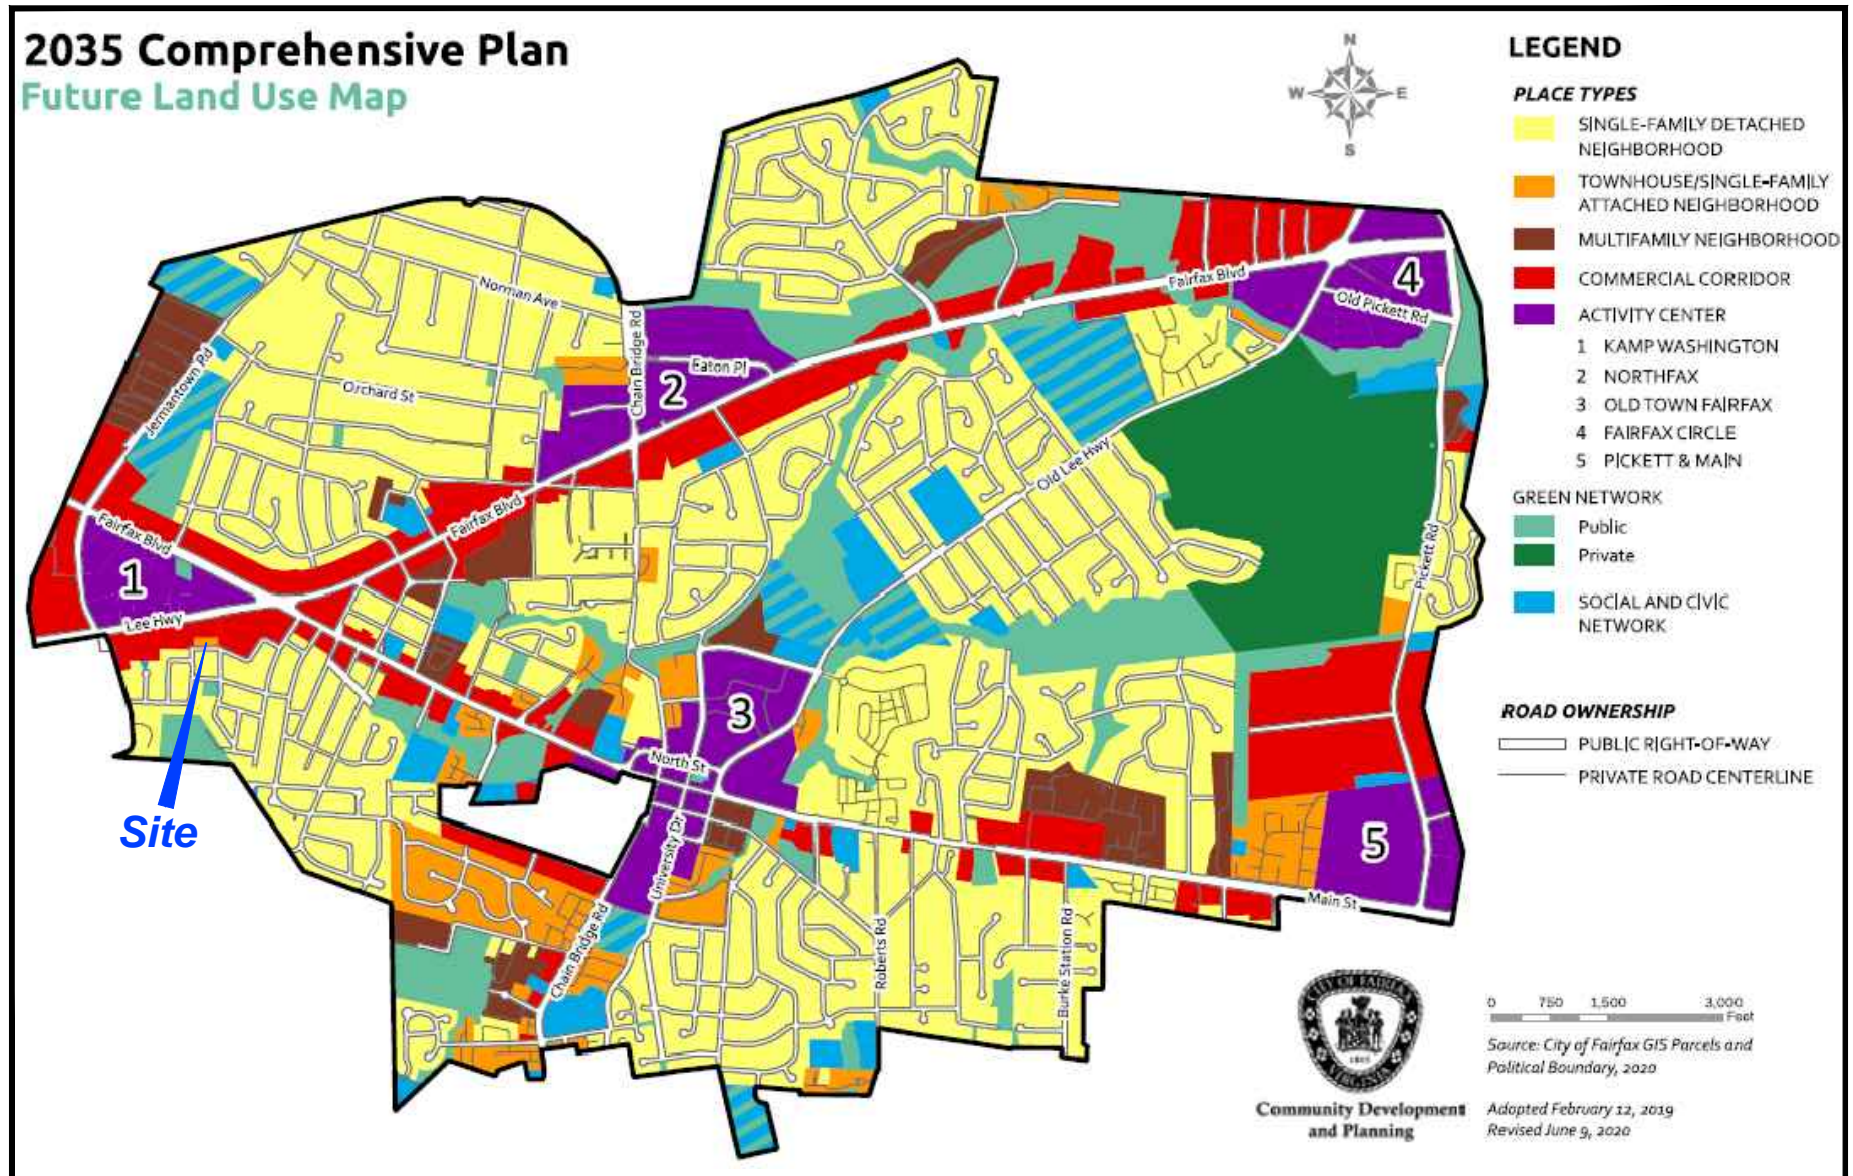 2035 Comprehensive Plan
Future Land Use Map
N
W E
S
LEGEND
PLACE TYPES
SINGLE-FAMILY DETACHED
NEIGHBORHOOD
TOWNHOUSE/SINGLE-FAMILY
ATTACHED NEIGHBORHOOD
MULTIFAMILY NEIGHBORHOOD
COMMERCIAL CORRIDOR
ACTIVITY CENTER
1 KAMP WASHINGTON
2 NORTHFAX
3 OLD TOWN FAIRFAX
4 FAIRFAX CIRCLE
5 PICKETT & MAIN
GREEN NETWORK
Public
Private
SOCIAL AND CIVIC
NETWORK
ROAD OWNERSHIP
PUBLIC RIGHT-OF-WAY
PRIVATE ROAD CENTERLINE
Norman Ave
Chain Bridge Rd
Eaton Pl
2
Orchard St
Jermantown Rd
Fairfax Blvd
4
Old Pickett Rd
Old Lee Hwy
Fairfax Blvd
Fairfax Blvd
1
Lee Hwy
Pickett Rd
3
North St
Site
University Dr
5
Main St
Chain Bridge Rd
Roberts Rd
Burke Station Rd
CITY OF FAIRFAX
VIRGINIA
Community Development
and Planning
0 750 1,500 3,000
Feet
Source: City of Fairfax GIS Parcels and
Political Boundary, 2020
Adopted February 12, 2019
Revised June 9, 2020